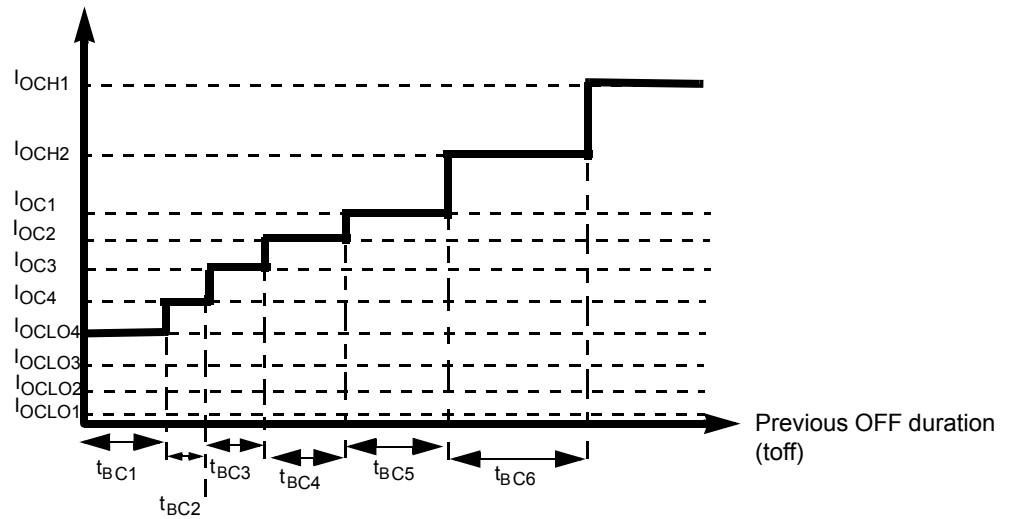 IOCH1
IOCH2
IOC1
IOC2
IOC3
IOC4
IOCLO4
IOCLO3
IOCLO2
IOCLO1
Previous OFF duration
(toff)
tBC1
tBC2
tBC3
tBC4
tBC5
tBC6